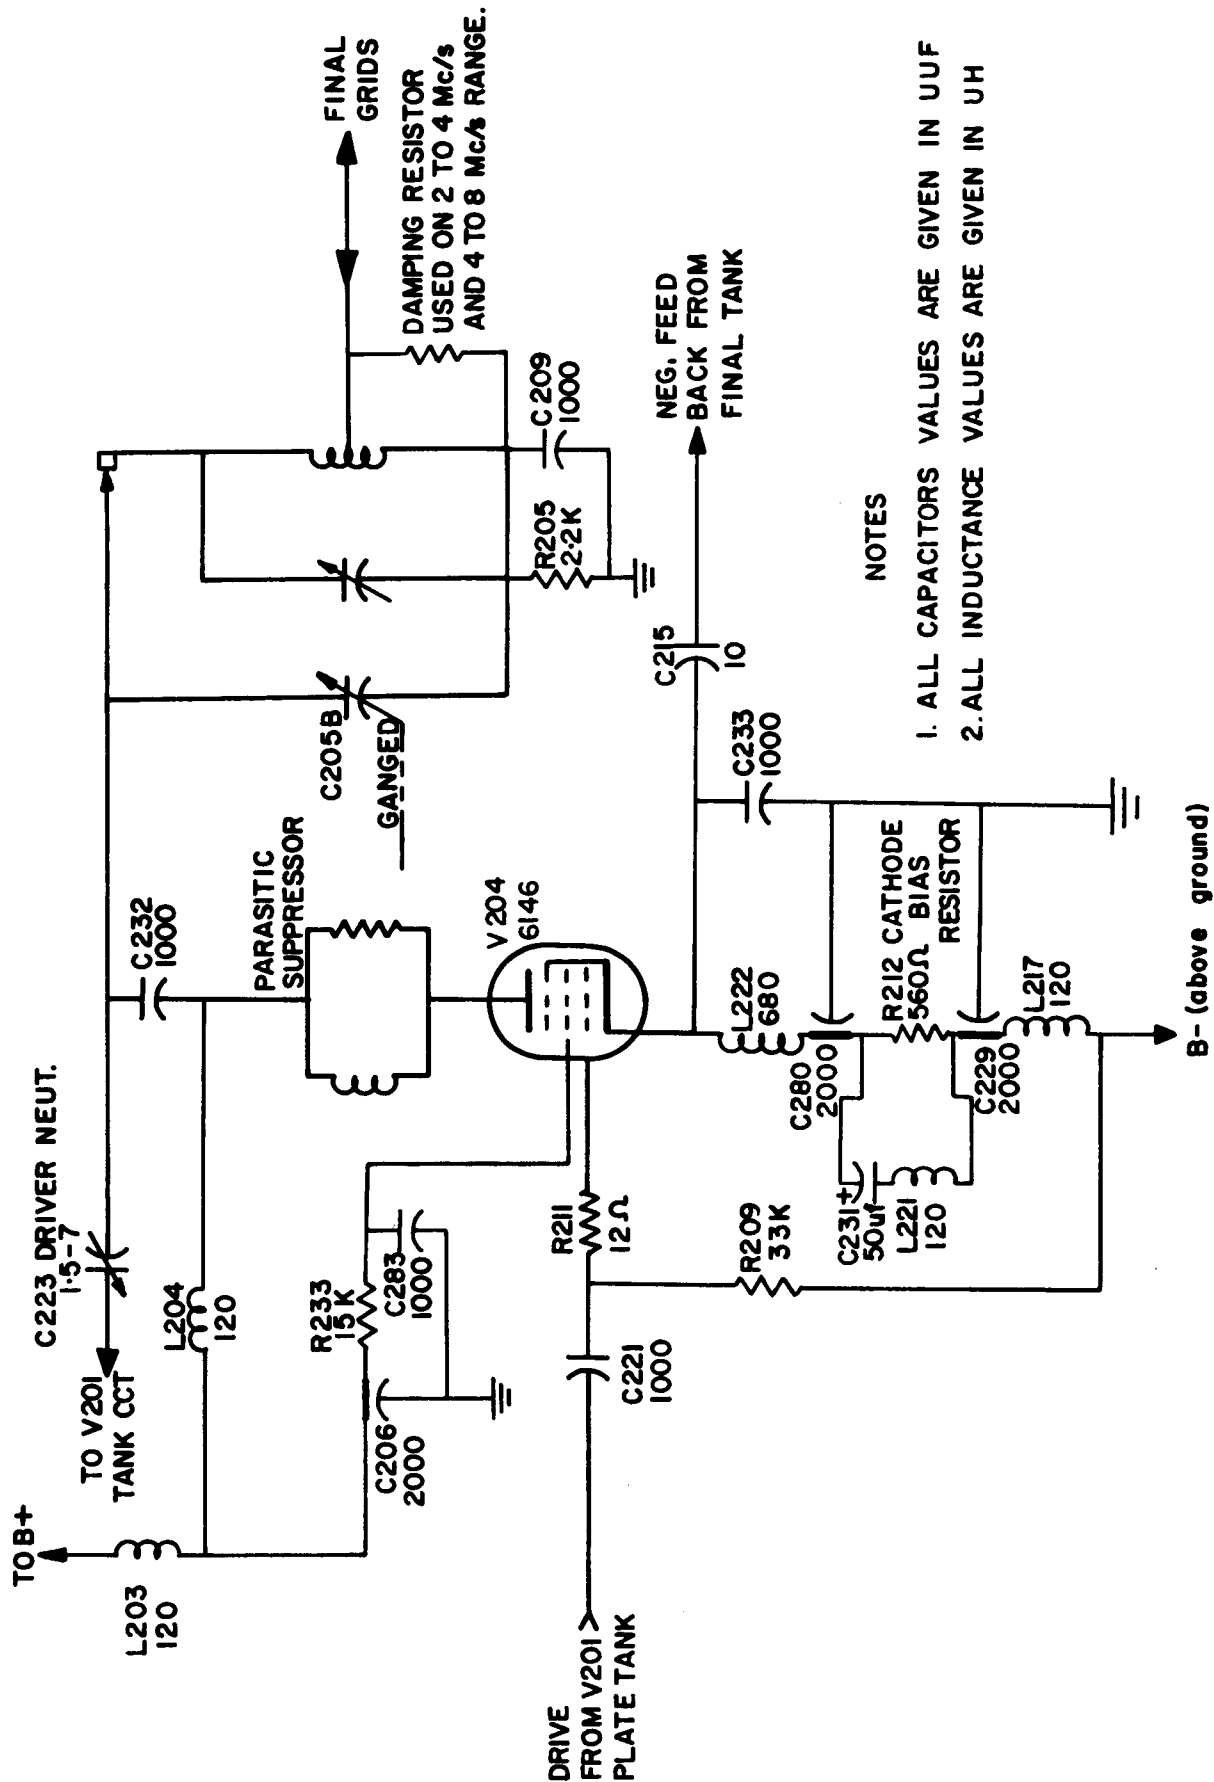 TO B+
L203
120
TO V201
TANK CCT
C223 DRIVER NEUT.
1·5-7
L204
120
C232
1000
PARASITIC
SUPPRESSOR
C205B
GANGED
FINAL
GRIDS
DAMPING RESISTOR
USED ON 2 TO 4 Mc/s
AND 4 TO 8 Mc/s RANGE.
C209
1000
R205
2·2K
R233
15K
C283
1000
C206
2000
V204
6146
DRIVE
FROM V201
PLATE TANK
C221
1000
R211
12Ω
R209
33K
C215
10
NEG. FEED
BACK FROM
FINAL TANK
C233
1000
L222
680
C280
2000
R212 CATHODE
560Ω BIAS
RESISTOR
C231+
50uf
L221
120
C229
2000
L217
120
B- (above ground)
NOTES
1. ALL CAPACITORS VALUES ARE GIVEN IN UUF
2. ALL INDUCTANCE VALUES ARE GIVEN IN UH